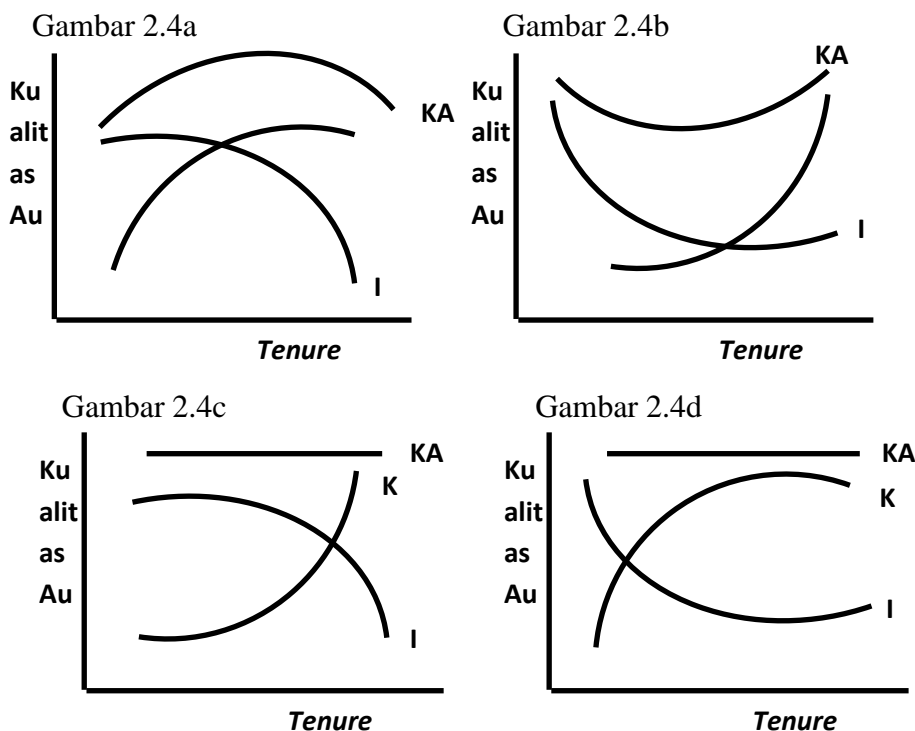 Gambar 2.4a
Ku
alit
as
Au
KA
I
Tenure
Gambar 2.4b
Ku
alit
as
Au
KA
I
Tenure
Gambar 2.4c
Ku
alit
as
Au
KA
K
I
Tenure
Gambar 2.4d
Ku
alit
as
Au
KA
K
I
Tenure